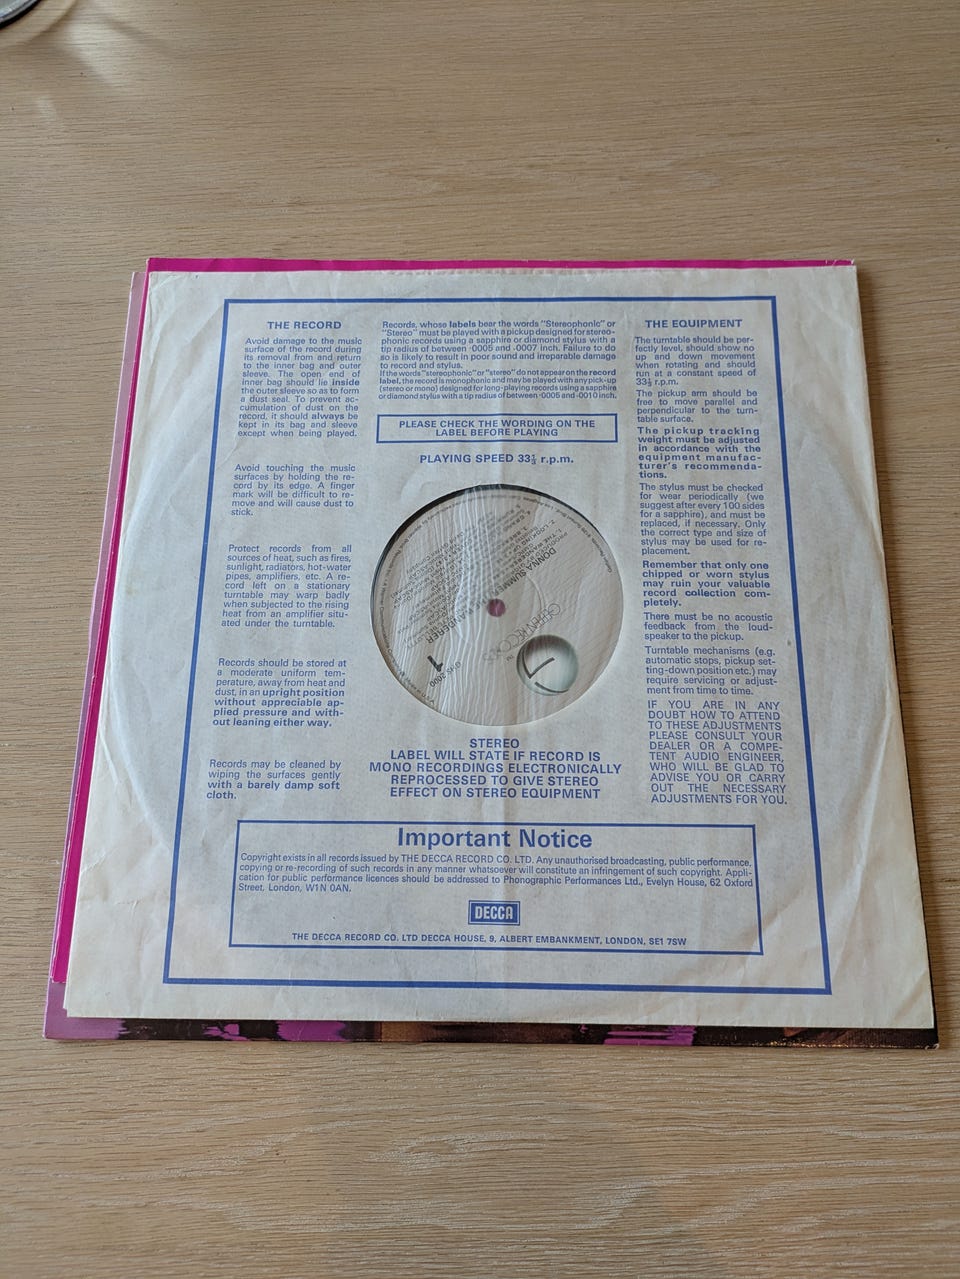 THE RECORD
Avoid damage to the music
surface of the record during
its removal from and return
to the inner bag and outer
sleeve. The open end of
inner bag should lie inside
the outer sleeve so as to form
a dust seal. To prevent ac-
cumulation of dust on the
record, it should always be
kept in its bag and sleeve
except when being played.
Avoid touching the music
surfaces by holding the re-
cord by its edge. A finger
mark will be difficult to re-
move and will cause dust to
stick.
Protect records from all
sources of heat, such as fires,
sunlight, radiators, hot-water
pipes, amplifiers, etc. A re-
cord left on a stationary
turntable may warp badly
when subjected to the rising
heat from an amplifier situ-
ated under the turntable.
Records should be stored at
a moderate uniform tem-
perature, away from heat and
dust, in an upright position
without appreciable ap-
plied pressure and with-
out leaning either way.
Records may be cleaned by
wiping the surfaces gently
with a barely damp soft
cloth.
Records, whose labels bear the words "Stereophonic" or
"Stereo" must be played with a pickup designed for stereo-
phonic records using a sapphire or diamond stylus with a
tip radius of between ·0005 and ·0007 inch. Failure to do
so is likely to result in poor sound and irreparable damage
to record and stylus.
If the words "stereophonic" or "stereo" do not appear on the record
label, the record is monophonic and may be played with any pick-up
(stereo or mono) designed for long-playing records using a sapphire
or diamond stylus with a tip radius of between ·0005 and ·0010 inch.
PLEASE CHECK THE WORDING ON THE
LABEL BEFORE PLAYING
PLAYING SPEED 33⅓ r.p.m.
DONNA SUMMER
THE WANDERER
GEFFEN RECORDS
TM
1
GHS 2000
STEREO
LABEL WILL STATE IF RECORD IS
MONO RECORDINGS ELECTRONICALLY
REPROCESSED TO GIVE STEREO
EFFECT ON STEREO EQUIPMENT
THE EQUIPMENT
The turntable should be per-
fectly level, should show no
up and down movement
when rotating and should
run at a constant speed of
33⅓ r.p.m.
The pickup arm should be
free to move parallel and
perpendicular to the turn-
table surface.
The pickup tracking
weight must be adjusted
in accordance with the
equipment manufac-
turer's recommenda-
tions.
The stylus must be checked
for wear periodically (we
suggest after every 100 sides
for a sapphire), and must be
replaced, if necessary. Only
the correct type and size of
stylus may be used for re-
placement.
Remember that only one
chipped or worn stylus
may ruin your valuable
record collection com-
pletely.
There must be no acoustic
feedback from the loud-
speaker to the pickup.
Turntable mechanisms (e.g.
automatic stops, pickup set-
ting-down position etc.) may
require servicing or adjust-
ment from time to time.
IF YOU ARE IN ANY
DOUBT HOW TO ATTEND
TO THESE ADJUSTMENTS
PLEASE CONSULT YOUR
DEALER OR A COMPE-
TENT AUDIO ENGINEER,
WHO WILL BE GLAD TO
ADVISE YOU OR CARRY
OUT THE NECESSARY
ADJUSTMENTS FOR YOU.
Important Notice
Copyright exists in all records issued by THE DECCA RECORD CO. LTD. Any unauthorised broadcasting, public performance,
copying or re-recording of such records in any manner whatsoever will constitute an infringement of such copyright. Appli-
cation for public performance licences should be addressed to Phonographic Performances Ltd., Evelyn House, 62 Oxford
Street, London, W1N 0AN.
DECCA
THE DECCA RECORD CO. LTD DECCA HOUSE, 9, ALBERT EMBANKMENT, LONDON, SE1 7SW